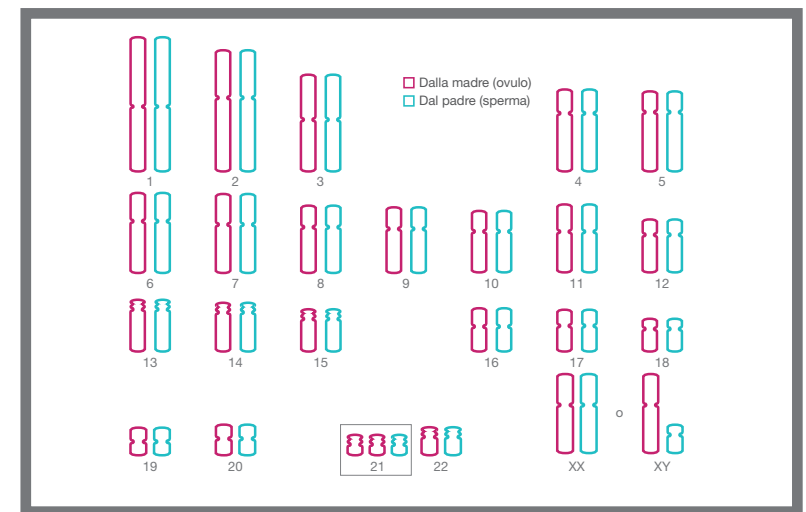 Dalla madre (ovulo)
Dal padre (sperma)
1 2 3 4 5
6 7 8 9 10 11 12
13 14 15 16 17 18
o
19 20 21 22 XX XY